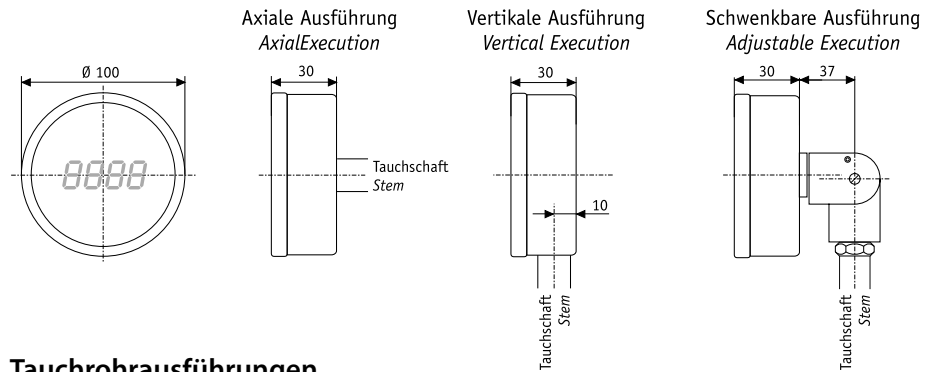 Axiale Ausführung
AxialExecution
Vertikale Ausführung
Vertical Execution
Schwenkbare Ausführung
Adjustable Execution
Ø 100
30
30
30
37
8888
Tauchschaft
Stem
10
Tauchschaft
Stem
Tauchschaft
Stem
Tauchrohrausführungen